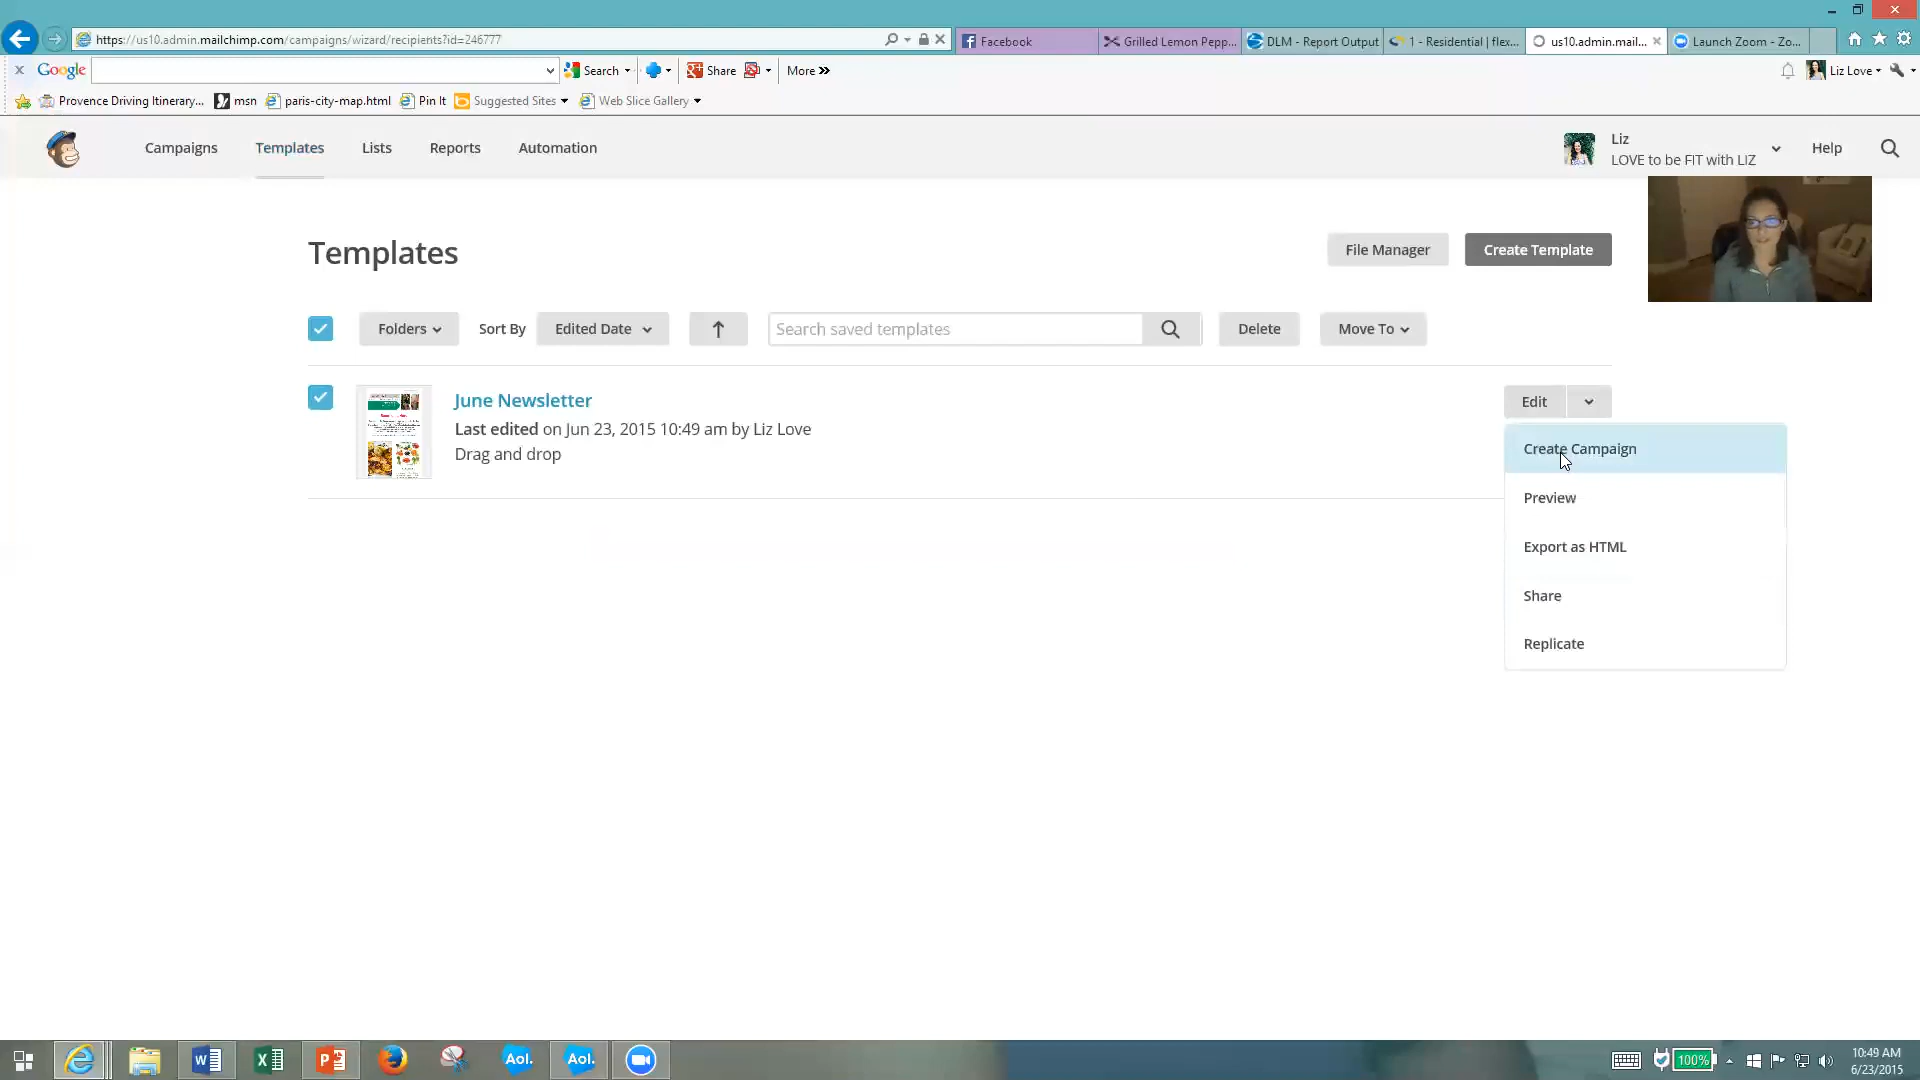 https://us10.admin.mailchimp.com/campaigns/wizard/recipients?id=246777
Facebook
Grilled Lemon Pepp...
DLM - Report Output
1 - Residential | flex...
us10.admin.mail...
Launch Zoom - Zo...
Google
Search
Share
More »
Liz Love
Provence Driving Itinerary...
msn
paris-city-map.html
Pin It
Suggested Sites
Web Slice Gallery
Campaigns
Templates
Lists
Reports
Automation
Liz
LOVE to be FIT with LIZ
Help
Templates
File Manager
Create Template
Folders
Sort By
Edited Date
Search saved templates
Delete
Move To
June Newsletter
Last edited on Jun 23, 2015 10:49 am by Liz Love
Drag and drop
Edit
Create Campaign
Preview
Export as HTML
Share
Replicate
Aol.
Aol.
100%
10:49 AM
6/23/2015